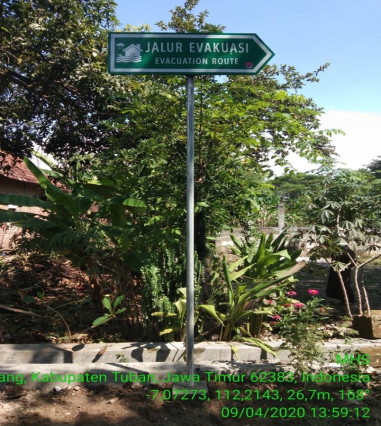 JALUR EVAKUASI
EVACUATION ROUTE
MHS
ang, Kabupaten Tuban, Jawa Timur 62383, Indonesia
7,07273, 112,2143, 26,7m, 168°
09/04/2020 13:59:12